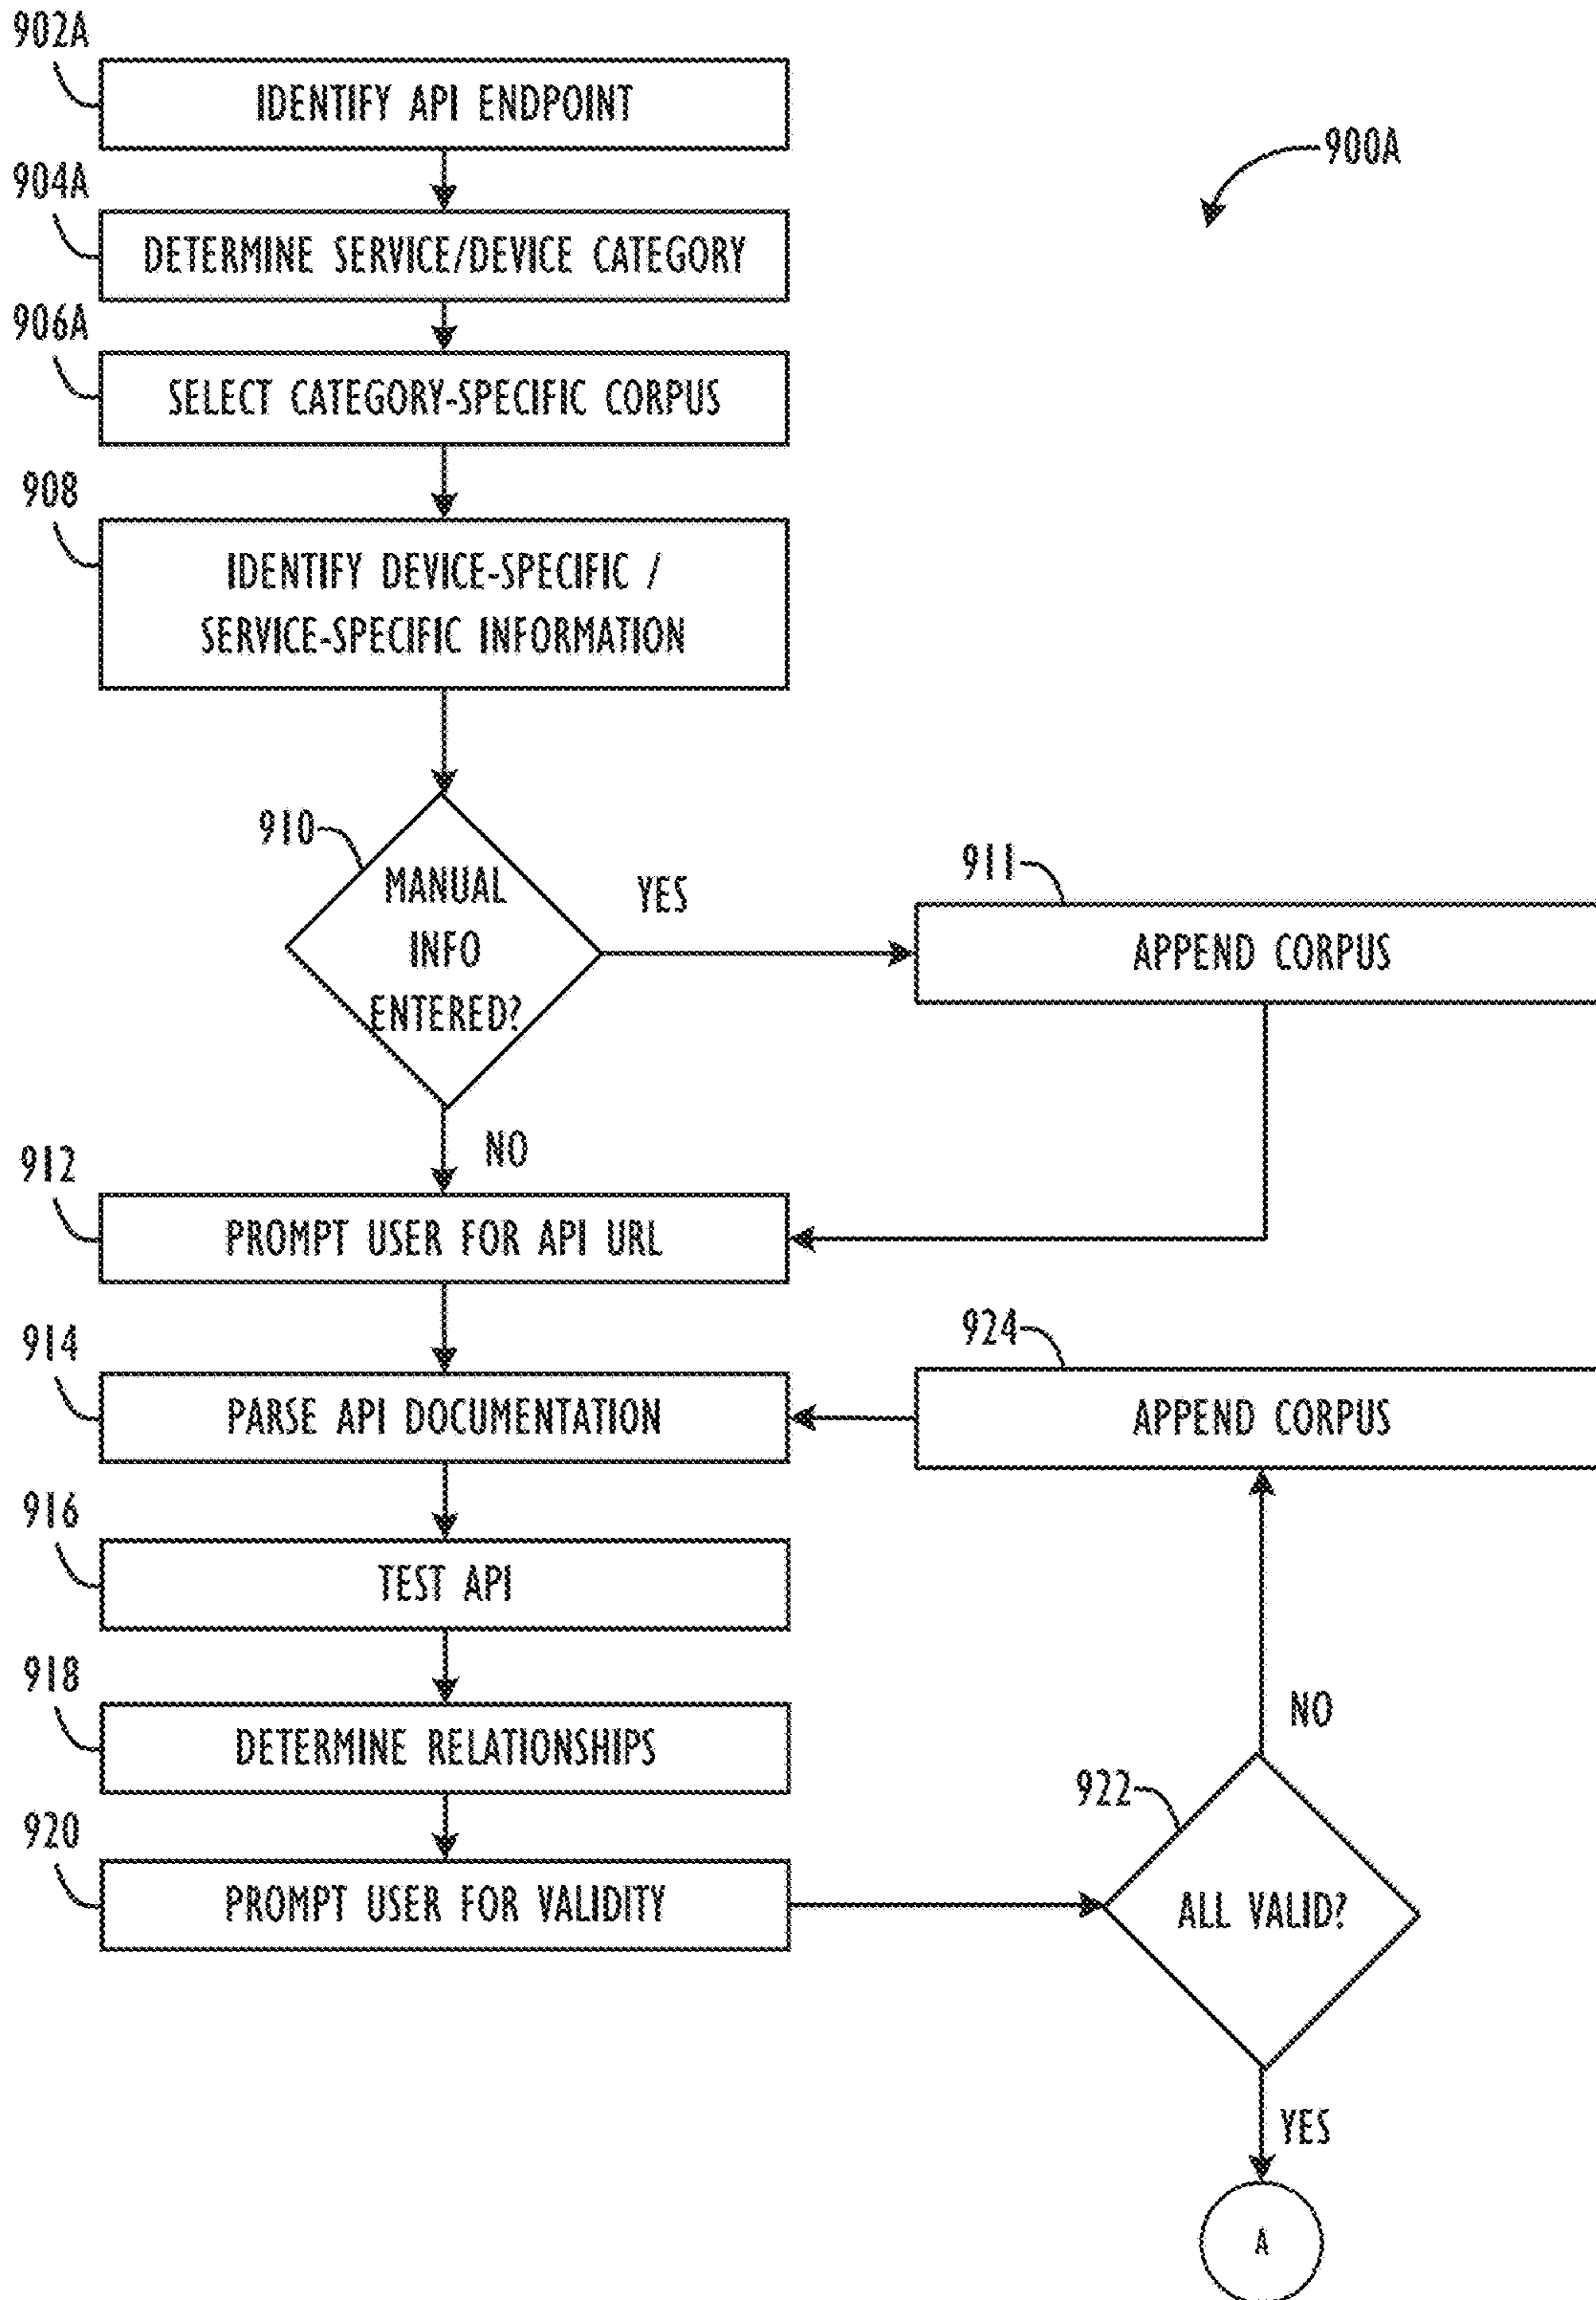 902A
IDENTIFY API ENDPOINT
900A
904A
DETERMINE SERVICE/DEVICE CATEGORY
906A
SELECT CATEGORY-SPECIFIC CORPUS
908
IDENTIFY DEVICE-SPECIFIC /
SERVICE-SPECIFIC INFORMATION
910
MANUAL
INFO
ENTERED?
YES
911
APPEND CORPUS
NO
912
PROMPT USER FOR API URL
914
PARSE API DOCUMENTATION
924
APPEND CORPUS
916
TEST API
918
DETERMINE RELATIONSHIPS
NO
920
PROMPT USER FOR VALIDITY
922
ALL VALID?
YES
A